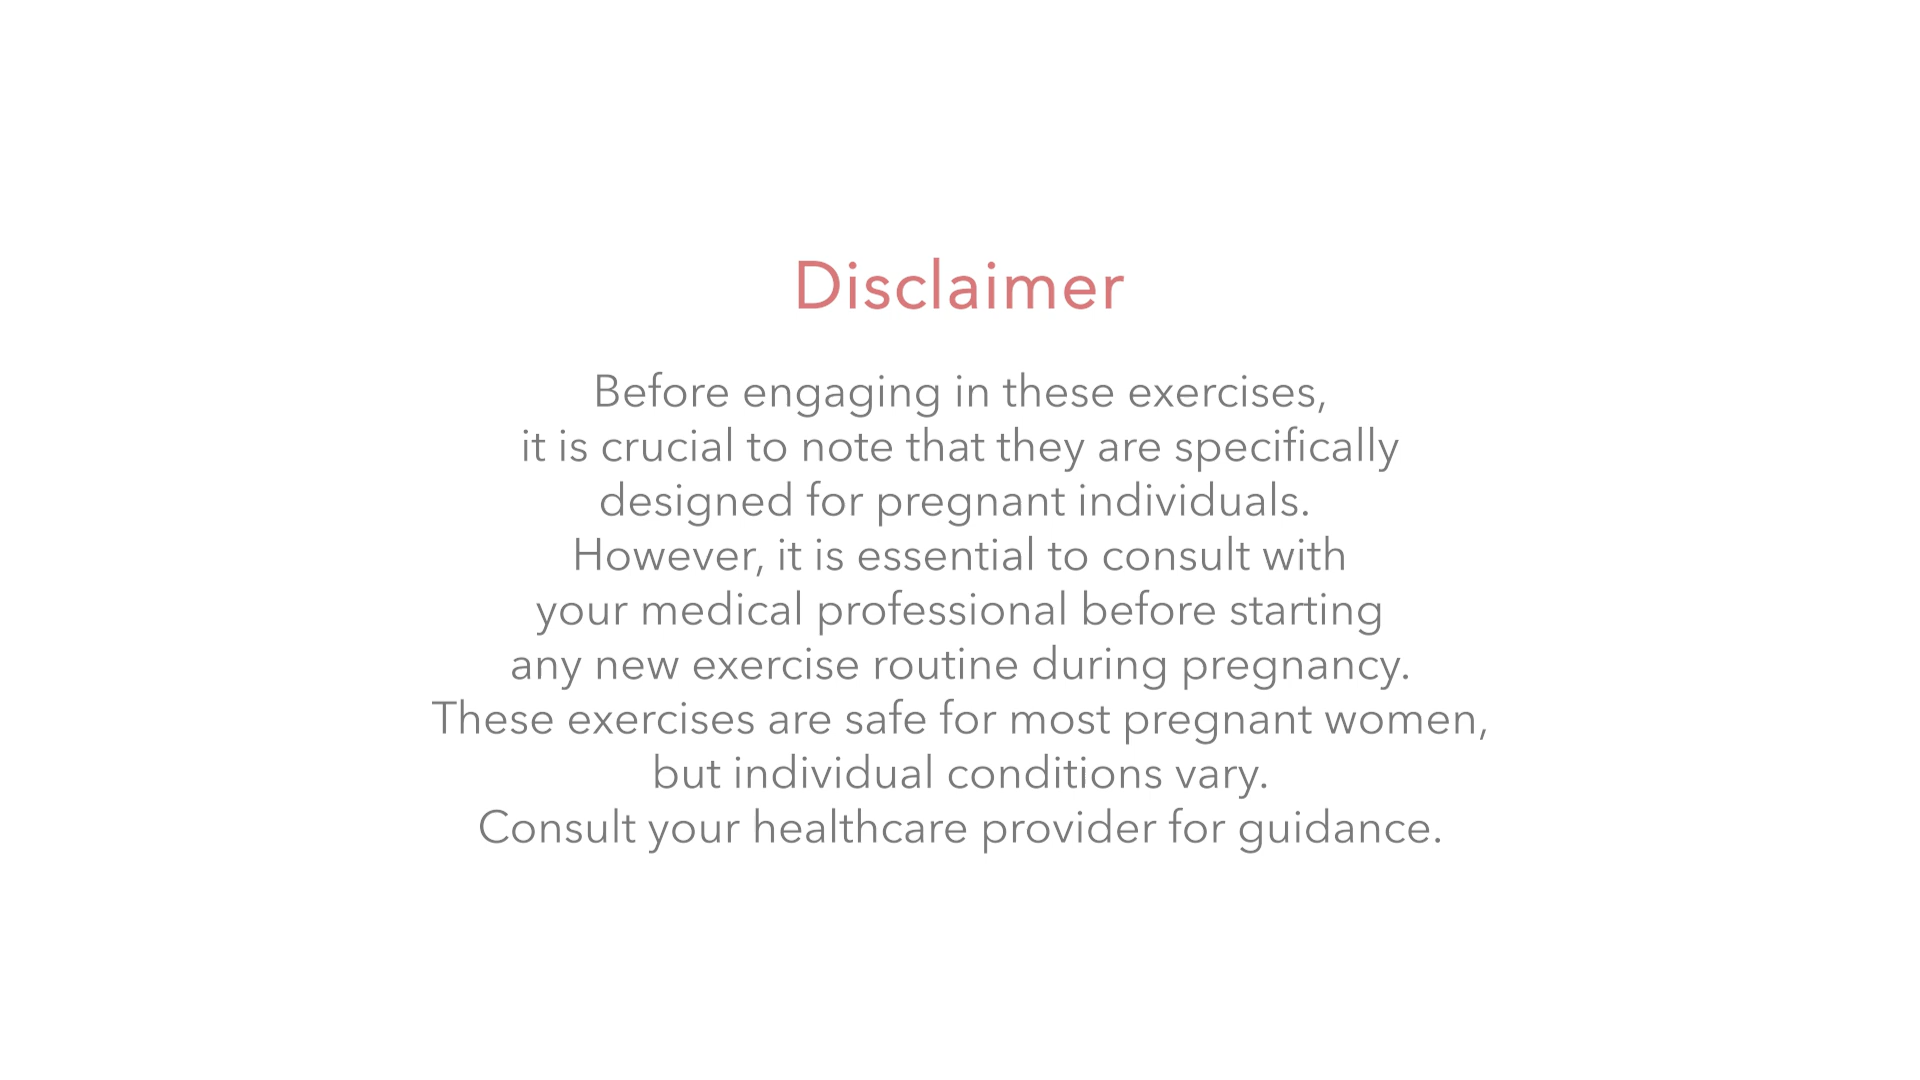 Disclaimer
Before engaging in these exercises,
it is crucial to note that they are specifically
designed for pregnant individuals.
However, it is essential to consult with
your medical professional before starting
any new exercise routine during pregnancy.
These exercises are safe for most pregnant women,
but individual conditions vary.
Consult your healthcare provider for guidance.